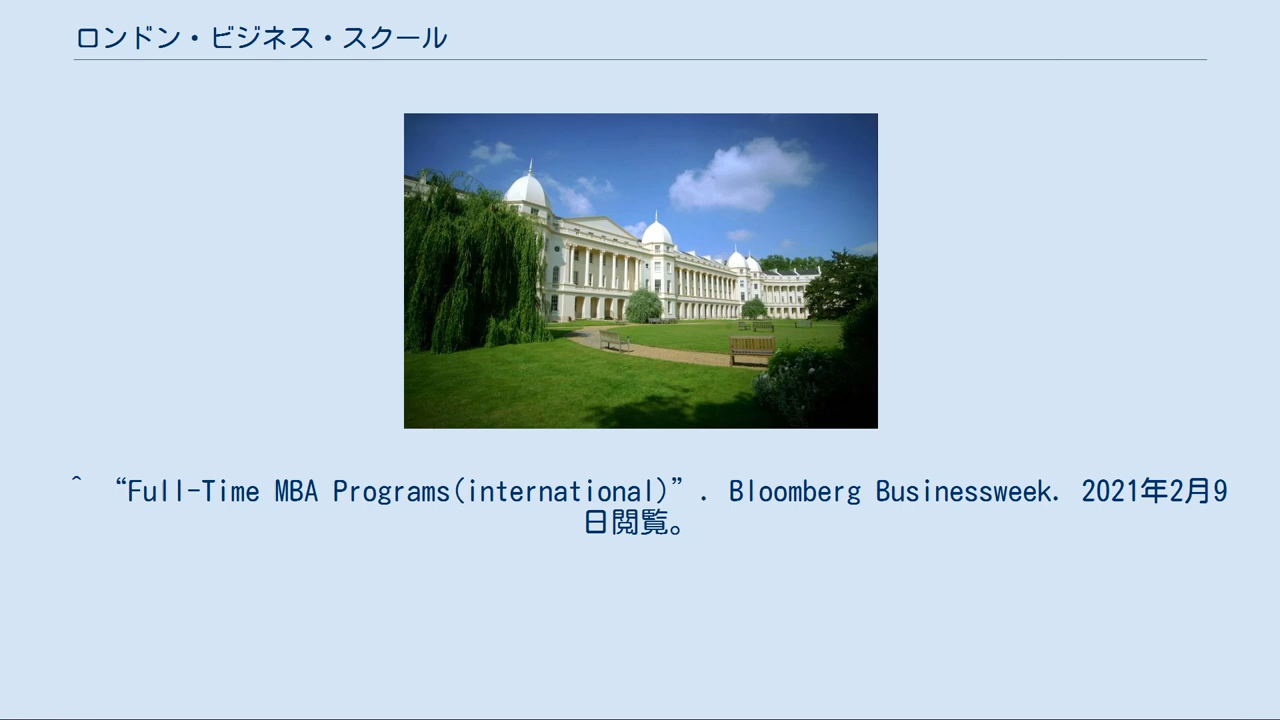 ロンドン・ビジネス・スクール
^ “Full-Time MBA Programs(international)”. Bloomberg Businessweek. 2021年2月9
日閲覧。